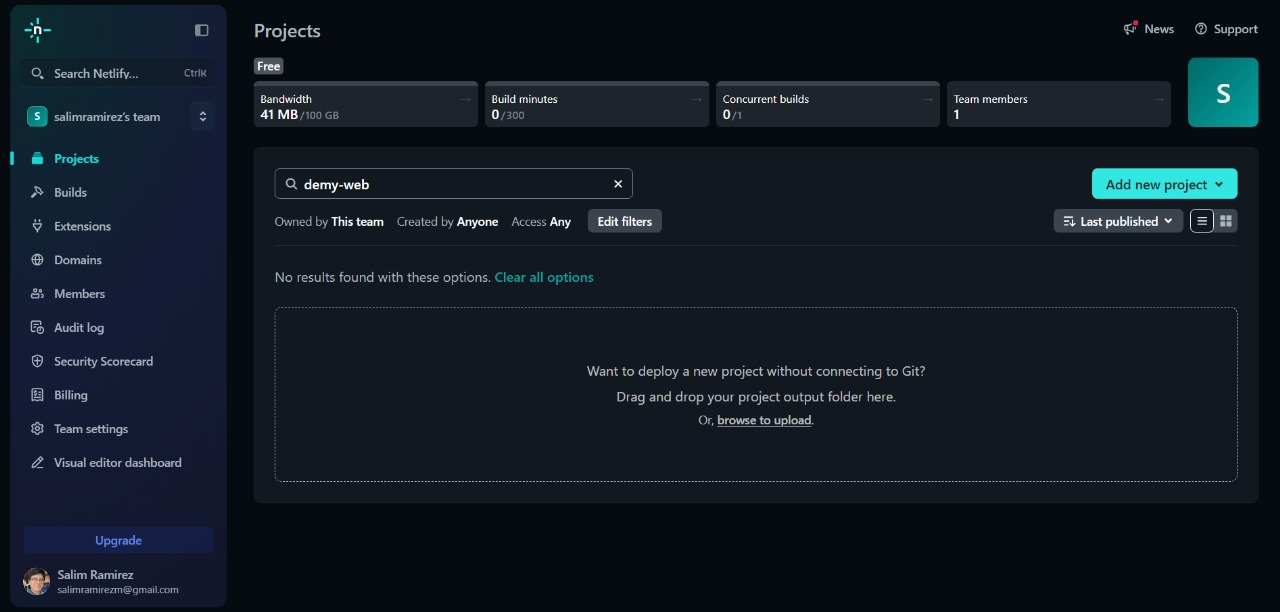 n
Search Netlify... CtrlK
S salimramirez's team
Projects
Builds
Extensions
Domains
Members
Audit log
Security Scorecard
Billing
Team settings
Visual editor dashboard
Upgrade
Salim Ramirez
salimramirezm@gmail.com
Projects
News Support
Free
Bandwidth →
41 MB /100 GB
Build minutes →
0 /300
Concurrent builds →
0 /1
Team members →
1
S
demy-web
Add new project
Owned by This team Created by Anyone Access Any Edit filters
Last published
No results found with these options. Clear all options
Want to deploy a new project without connecting to Git?
Drag and drop your project output folder here.
Or, browse to upload.